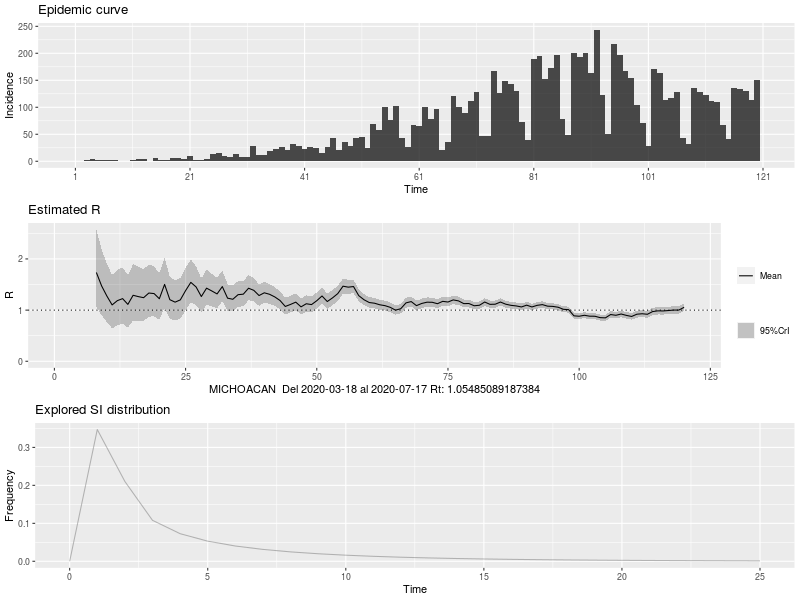 Epidemic curve
250
200
150
100
50
0
Incidence
1 21 41 61 81 101 121
Time
Estimated R
2
1
0
R
Mean
95%CrI
0 25 50 75 100 125
MICHOACAN Del 2020-03-18 al 2020-07-17 Rt: 1.05485089187384
Explored SI distribution
0.3
0.2
0.1
0.0
Frequency
0 5 10 15 20 25
Time